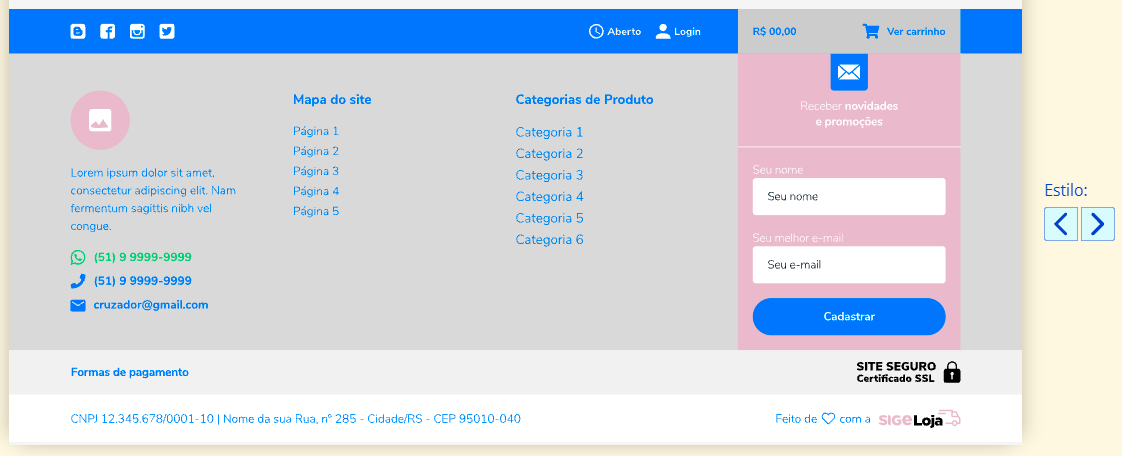 Aberto
Login
R$ 00,00
Ver carrinho
Receber novidades
e promoções
Mapa do site
Página 1
Página 2
Página 3
Página 4
Página 5
Categorias de Produto
Categoria 1
Categoria 2
Categoria 3
Categoria 4
Categoria 5
Categoria 6
Lorem ipsum dolor sit amet,
consectetur adipiscing elit. Nam
fermentum sagittis nibh vel
congue.
(51) 9 9999-9999
(51) 9 9999-9999
cruzador@gmail.com
Seu nome
Seu nome
Seu melhor e-mail
Seu e-mail
Cadastrar
Estilo:
Formas de pagamento
SITE SEGURO
Certificado SSL
CNPJ 12.345.678/0001-10 | Nome da sua Rua, nº 285 - Cidade/RS - CEP 95010-040
Feito de com a SIGeLoja